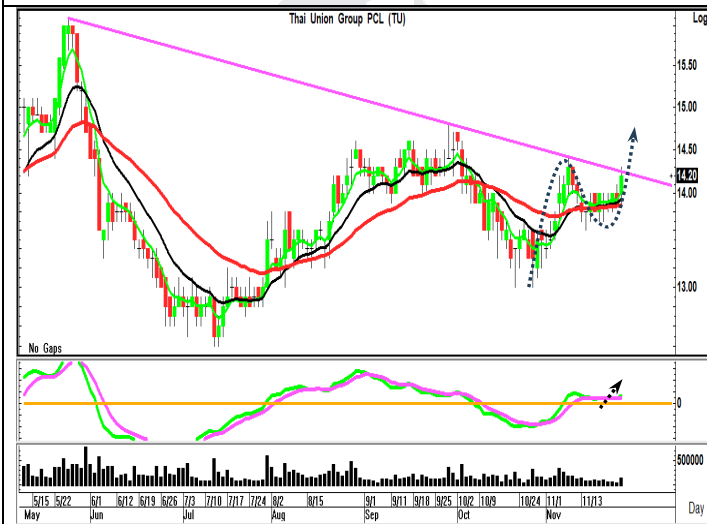 Thai Union Group PCL (TU)
Log
15.50
15.00
14.50
14.20
14.00
13.00
No Gaps
0
500000
5/15 5/22 6/1 6/12 6/19 6/26 7/3 7/10 7/17 7/24 8/2 8/15 9/1 9/11 9/18 9/25 10/2 10/9 10/24 11/1 11/13
May Jun Jul Aug Sep Oct Nov
Day